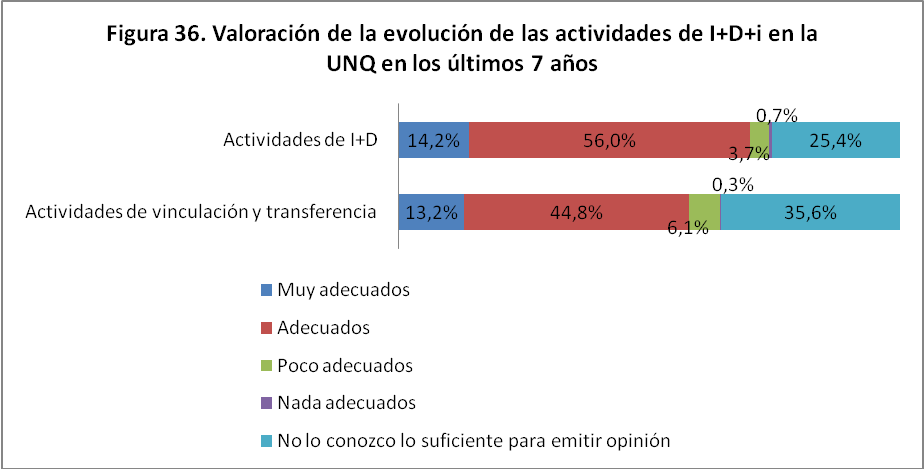 Figura 36. Valoración de la evolución de las actividades de I+D+i en la
UNQ en los últimos 7 años
0,7%
Actividades de I+D 14,2% 56,0% 3,7% 25,4%
0,3%
Actividades de vinculación y transferencia 13,2% 44,8% 6,1% 35,6%
Muy adecuados
Adecuados
Poco adecuados
Nada adecuados
No lo conozco lo suficiente para emitir opinión